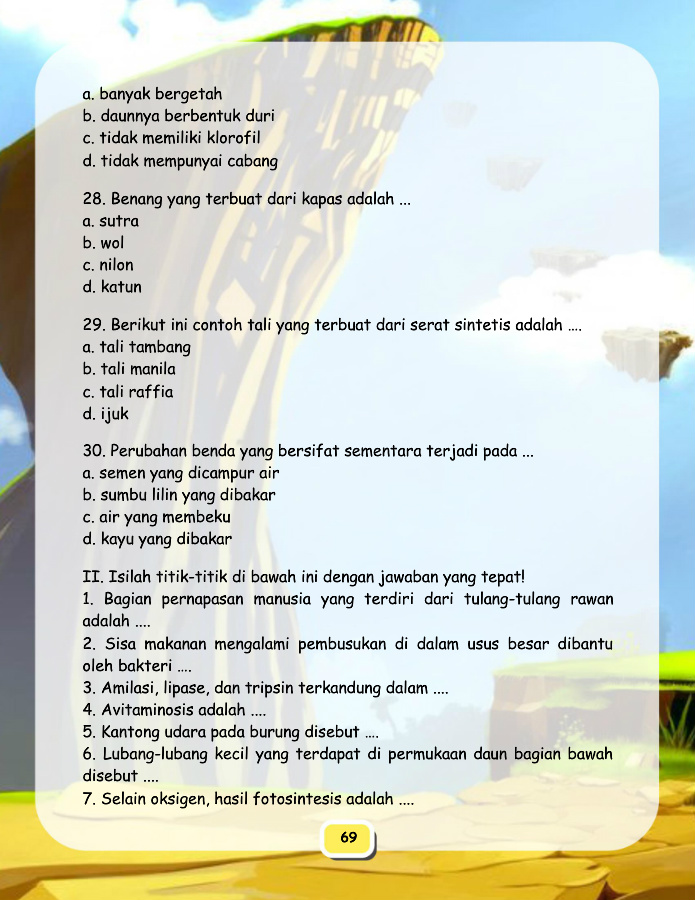 a. banyak bergetah
b. daunnya berbentuk duri
c. tidak memiliki klorofil
d. tidak mempunyai cabang
28. Benang yang terbuat dari kapas adalah ...
a. sutra
b. wol
c. nilon
d. katun
29. Berikut ini contoh tali yang terbuat dari serat sintetis adalah ....
a. tali tambang
b. tali manila
c. tali raffia
d. ijuk
30. Perubahan benda yang bersifat sementara terjadi pada ...
a. semen yang dicampur air
b. sumbu lilin yang dibakar
c. air yang membeku
d. kayu yang dibakar
II. Isilah titik-titik di bawah ini dengan jawaban yang tepat!
1. Bagian pernapasan manusia yang terdiri dari tulang-tulang rawan
adalah ....
2. Sisa makanan mengalami pembusukan di dalam usus besar dibantu
oleh bakteri ....
3. Amilasi, lipase, dan tripsin terkandung dalam ....
4. Avitaminosis adalah ....
5. Kantong udara pada burung disebut ....
6. Lubang-lubang kecil yang terdapat di permukaan daun bagian bawah
disebut ....
7. Selain oksigen, hasil fotosintesis adalah ....
69